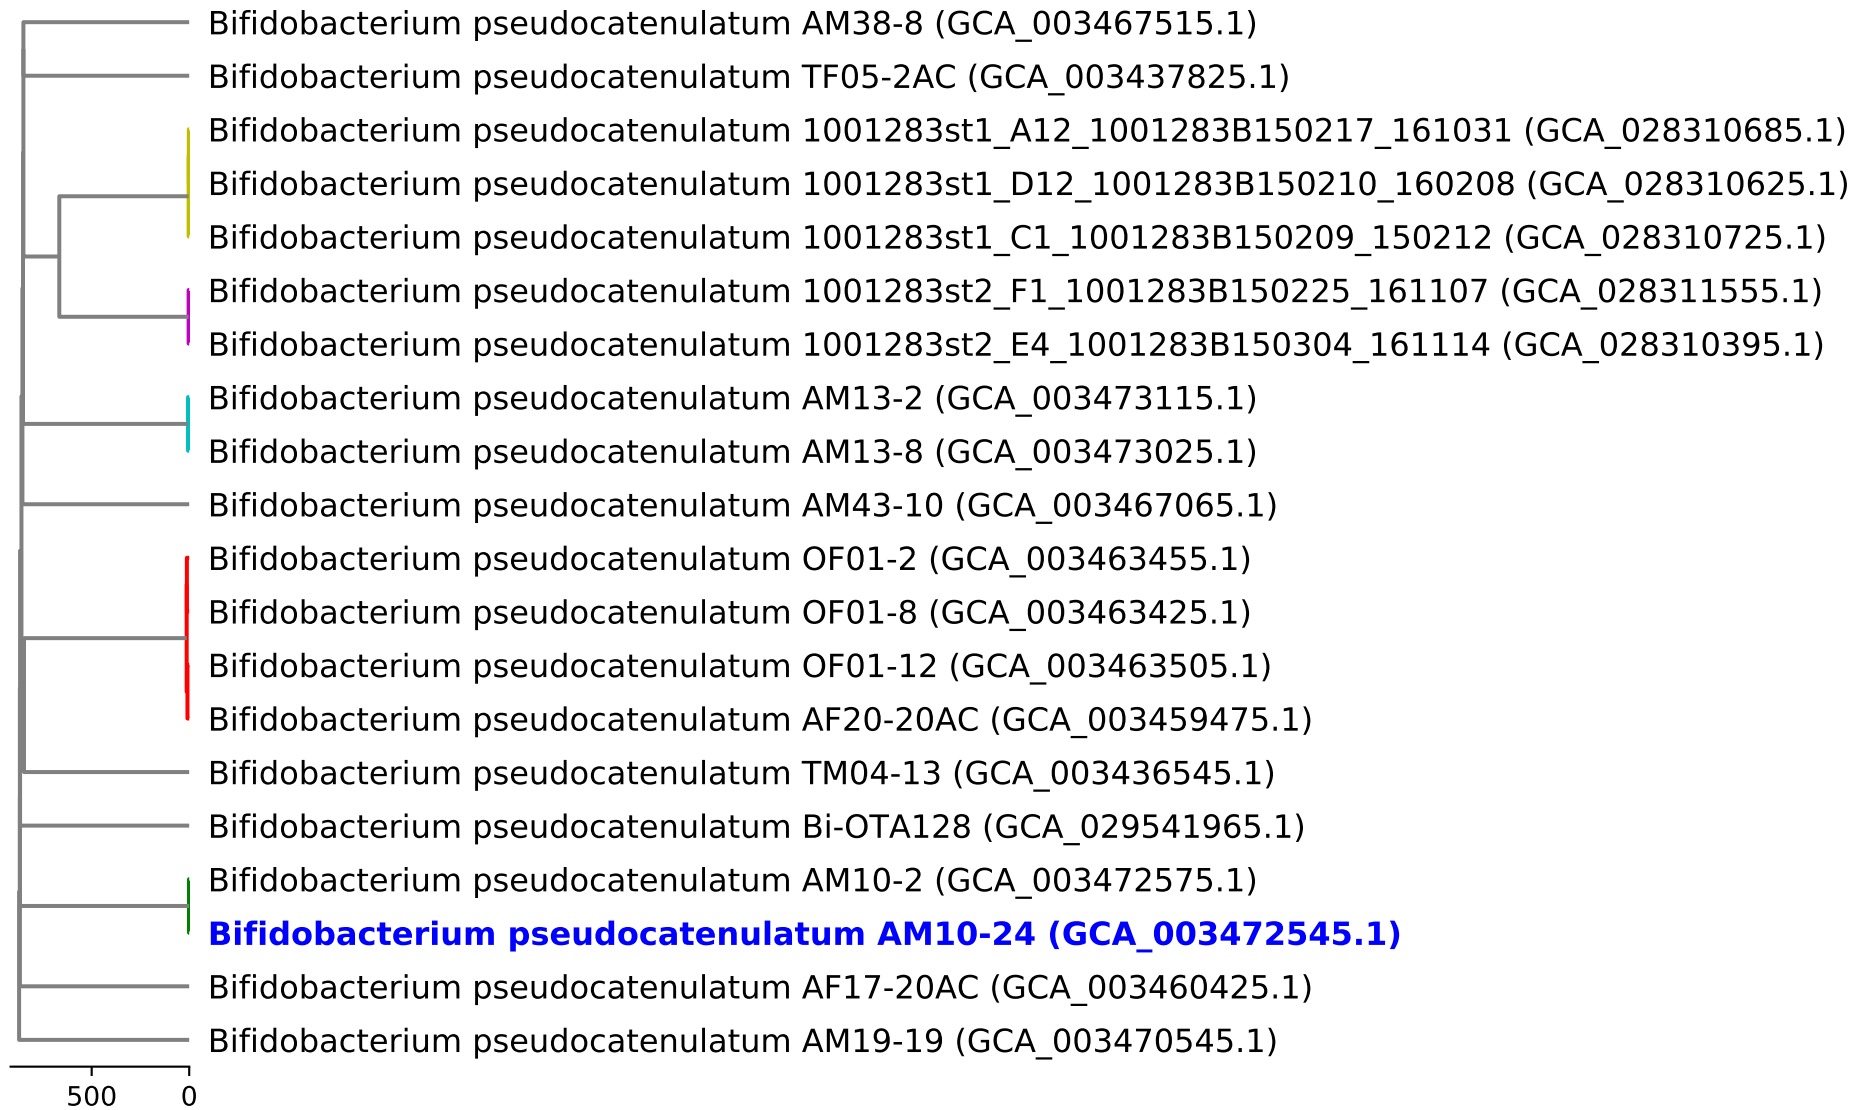 Bifidobacterium pseudocatenulatum AM38-8 (GCA_003467515.1)
Bifidobacterium pseudocatenulatum TF05-2AC (GCA_003437825.1)
Bifidobacterium pseudocatenulatum 1001283st1_A12_1001283B150217_161031 (GCA_028310685.1)
Bifidobacterium pseudocatenulatum 1001283st1_D12_1001283B150210_160208 (GCA_028310625.1)
Bifidobacterium pseudocatenulatum 1001283st1_C1_1001283B150209_150212 (GCA_028310725.1)
Bifidobacterium pseudocatenulatum 1001283st2_F1_1001283B150225_161107 (GCA_028311555.1)
Bifidobacterium pseudocatenulatum 1001283st2_E4_1001283B150304_161114 (GCA_028310395.1)
Bifidobacterium pseudocatenulatum AM13-2 (GCA_003473115.1)
Bifidobacterium pseudocatenulatum AM13-8 (GCA_003473025.1)
Bifidobacterium pseudocatenulatum AM43-10 (GCA_003467065.1)
Bifidobacterium pseudocatenulatum OF01-2 (GCA_003463455.1)
Bifidobacterium pseudocatenulatum OF01-8 (GCA_003463425.1)
Bifidobacterium pseudocatenulatum OF01-12 (GCA_003463505.1)
Bifidobacterium pseudocatenulatum AF20-20AC (GCA_003459475.1)
Bifidobacterium pseudocatenulatum TM04-13 (GCA_003436545.1)
Bifidobacterium pseudocatenulatum Bi-OTA128 (GCA_029541965.1)
Bifidobacterium pseudocatenulatum AM10-2 (GCA_003472575.1)
Bifidobacterium pseudocatenulatum AM10-24 (GCA_003472545.1)
Bifidobacterium pseudocatenulatum AF17-20AC (GCA_003460425.1)
Bifidobacterium pseudocatenulatum AM19-19 (GCA_003470545.1)
500 0